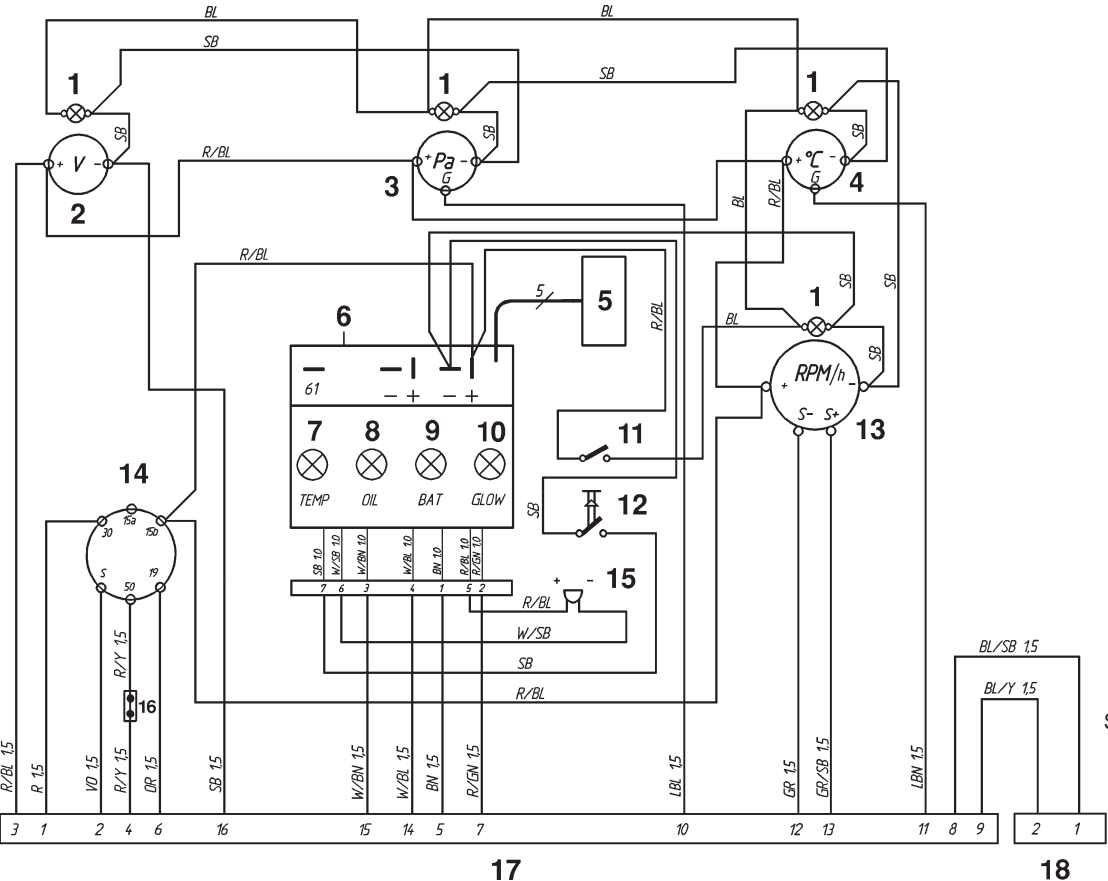 BL
BL
SB
SB
1
1
1
SB
SB
SB
+ V -
+ Pa -
G
+ °C -
G
R/BL
2
3
4
BL
R/BL
R/BL
SB
SB
5
5
R/BL
6
1
BL
SB
61
- +
- +
RPM/h
+ -
S- S+
13
7 8 9 10
11
TEMP OIL BAT GLOW
12
SB
14
15a
30
15b
S
50
19
SB 1.0
W/SB 1.0
W/BN 1.0
W/BL 1.0
BN 1.0
R/BL 1.0
R/GN 1.0
7 6 3 4 1 5 2
+ -
15
R/BL
W/SB
SB
R/BL
R/Y 1,5
16
BL/SB 1,5
BL/Y 1,5
R/BL 1,5
R 1,5
VO 1,5
R/Y 1,5
OR 1,5
SB 1,5
W/BN 1,5
W/BL 1,5
BN 1,5
R/GN 1,5
LBL 1,5
GR 1,5
GR/SB 1,5
LBN 1,5
3 1 2 4 6 16 15 14 5 7 10 12 13 11 8 9
2 1
17
18